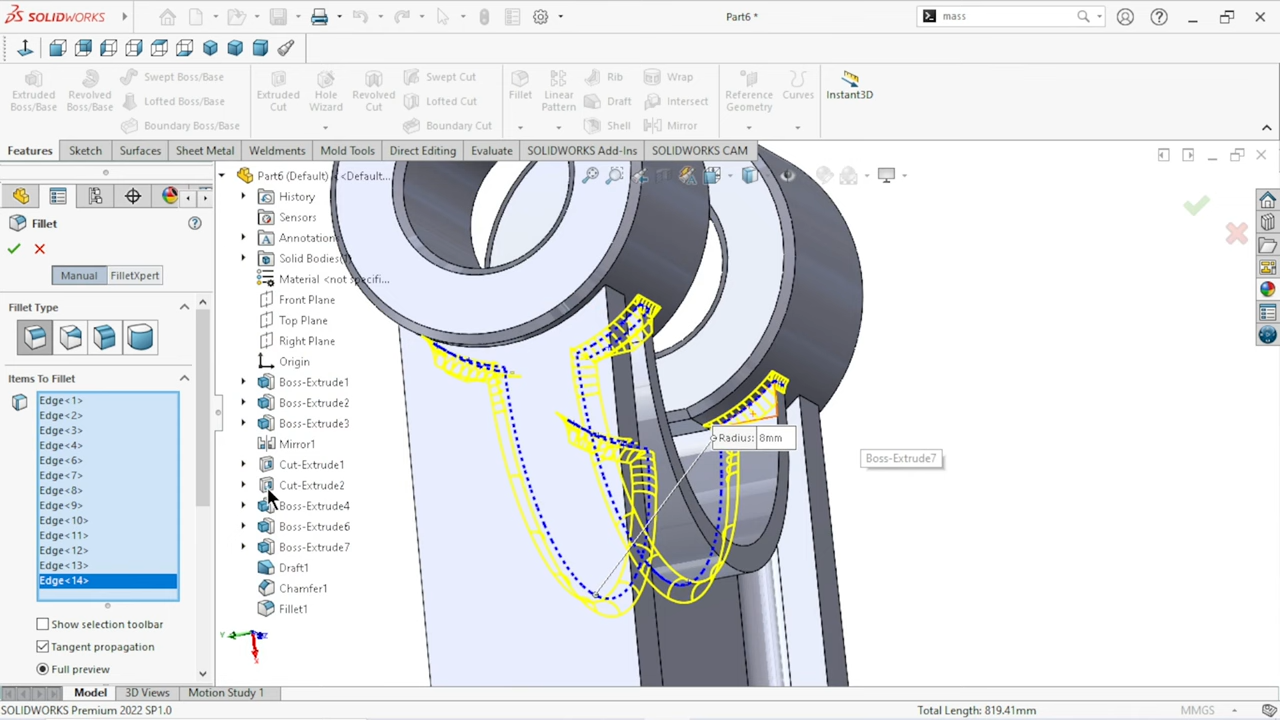 SOLIDWORKS
Part6 *
mass
Extruded Boss/Base
Revolved Boss/Base
Swept Boss/Base
Lofted Boss/Base
Boundary Boss/Base
Extruded Cut
Hole Wizard
Revolved Cut
Swept Cut
Lofted Cut
Boundary Cut
Fillet
Linear Pattern
Rib
Draft
Shell
Wrap
Intersect
Mirror
Reference Geometry
Curves
Instant3D
Features
Sketch
Surfaces
Sheet Metal
Weldments
Mold Tools
Direct Editing
Evaluate
SOLIDWORKS Add-Ins
SOLIDWORKS CAM
Fillet
Manual
FilletXpert
Fillet Type
Items To Fillet
Edge<1>
Edge<2>
Edge<3>
Edge<4>
Edge<6>
Edge<7>
Edge<8>
Edge<9>
Edge<10>
Edge<11>
Edge<12>
Edge<13>
Edge<14>
Show selection toolbar
Tangent propagation
Full preview
Part6 (Default) <<Default...
History
Sensors
Annotation
Solid Bodies(
Material <not specifi...
Front Plane
Top Plane
Right Plane
Origin
Boss-Extrude1
Boss-Extrude2
Boss-Extrude3
Mirror1
Cut-Extrude1
Cut-Extrude2
Boss-Extrude4
Boss-Extrude6
Boss-Extrude7
Draft1
Chamfer1
Fillet1
Radius: 8mm
Boss-Extrude7
Model
3D Views
Motion Study 1
SOLIDWORKS Premium 2022 SP1.0
Total Length: 819.41mm
MMGS